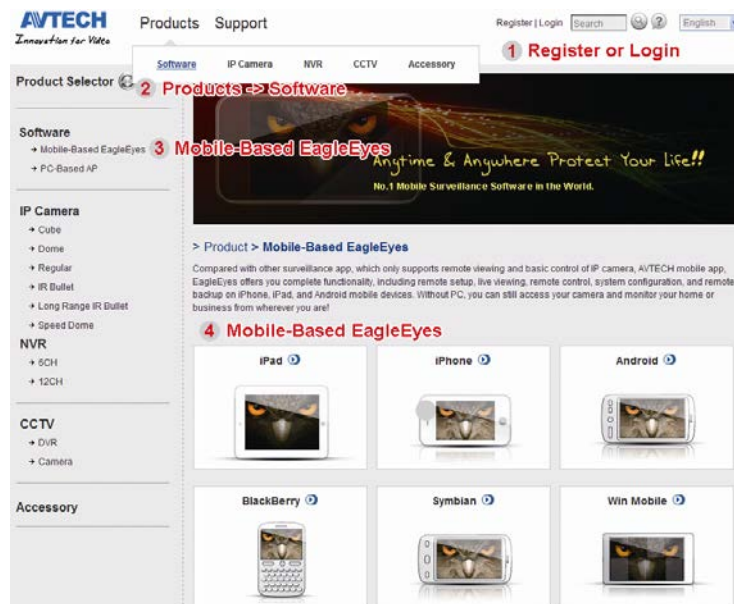 AVTECH
Innovation for Video
Products Support
Register | Login Search English
1 Register or Login
Software IP Camera NVR CCTV Accessory
2 Products -> Software
Product Selector
Software
Mobile-Based EagleEyes
3 Mobile-Based EagleEyes
PC-Based AP
IP Camera
Cube
Dome
Regular
IR Bullet
Long Range IR Bullet
Speed Dome
NVR
6CH
12CH
CCTV
DVR
Camera
Accessory
Anytime & Anywhere Protect Your Life!!
No.1 Mobile Surveillance Software in the World.
> Product > Mobile-Based EagleEyes
Compared with other surveillance app, which only supports remote viewing and basic control of IP camera, AVTECH mobile app,
EagleEyes offers you complete functionality, including remote setup, live viewing, remote control, system configuration, and remote
backup on iPhone, iPad, and Android mobile devices. Without PC, you can still access your camera and monitor your home or
business from wherever you are!
4 Mobile-Based EagleEyes
iPad
iPhone
Android
BlackBerry
Symbian
Win Mobile